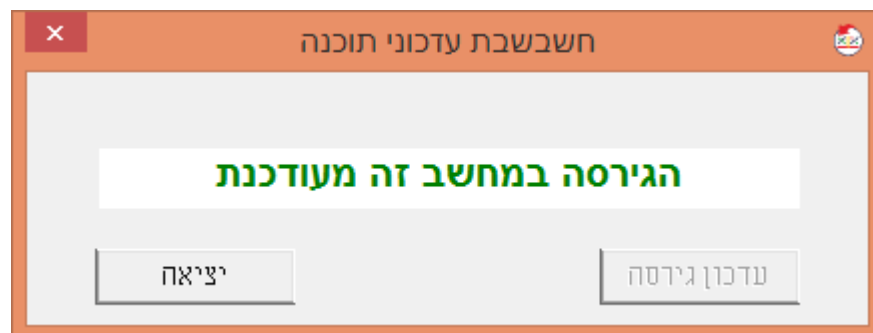 חשבשבת עדכוני תוכנה
הגירסה במחשב זה מעודכנת
עדכון גירסה
יציאה